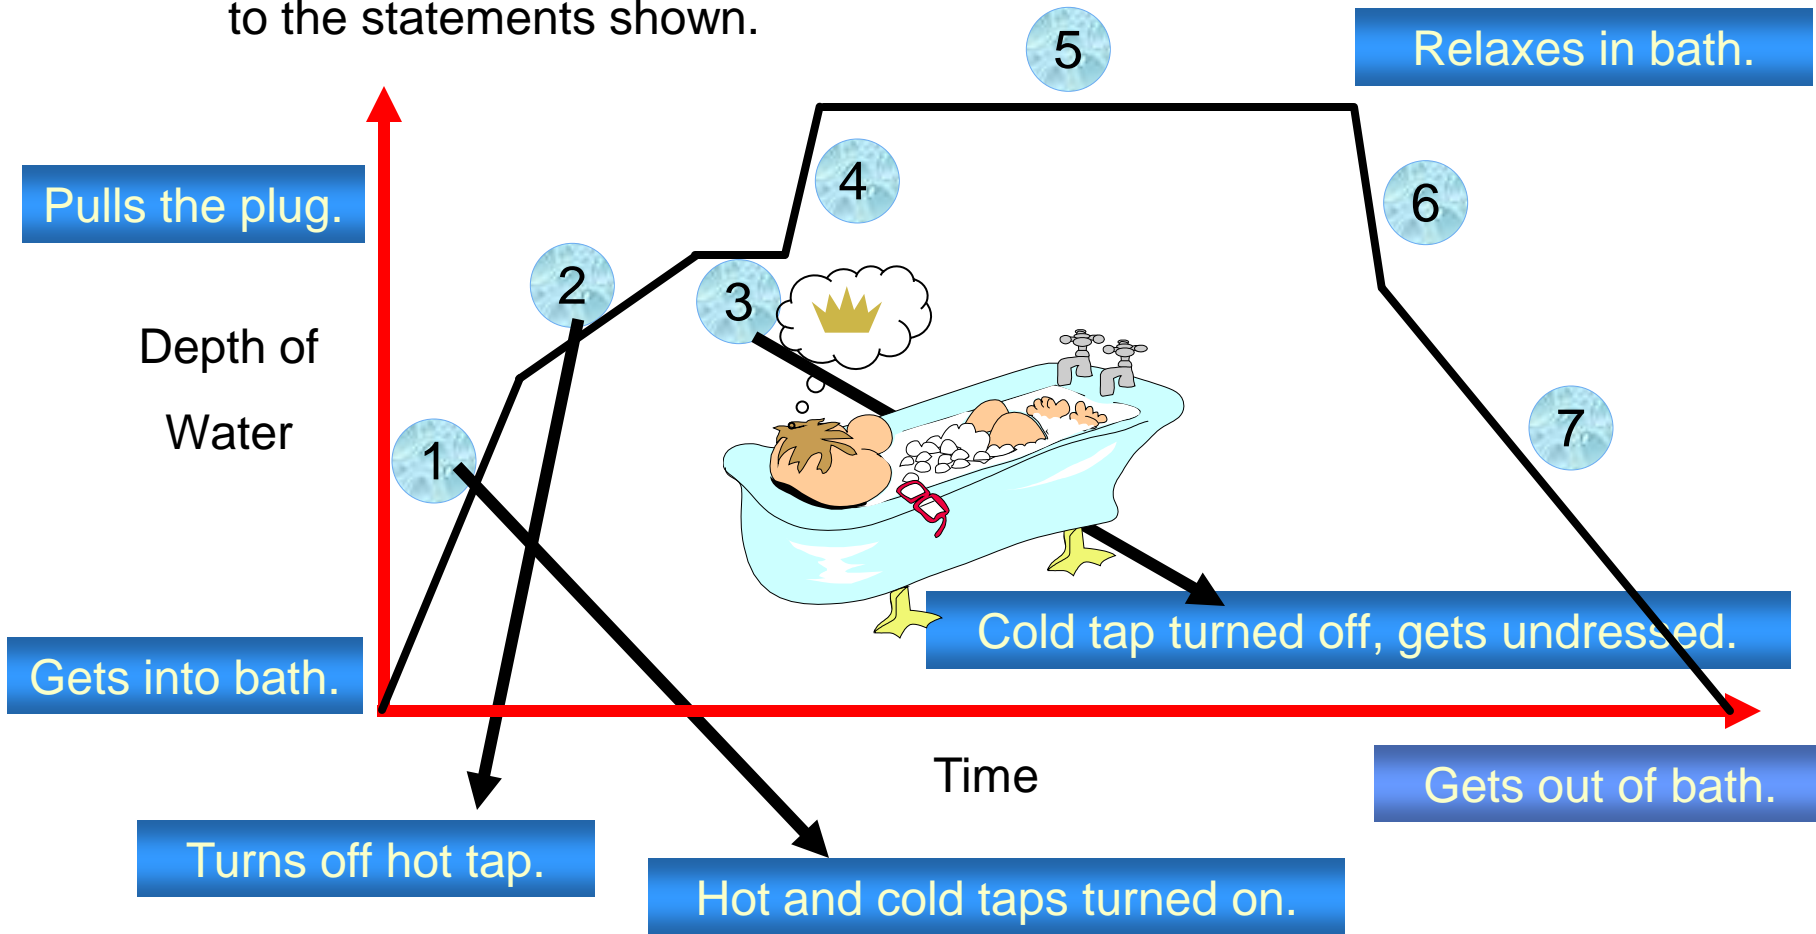 to the statements shown.
5
Relaxes in bath.
4
Pulls the plug.
6
2
3
Depth of
Water
7
1
Cold tap turned off, gets undressed.
Gets into bath.
Time
Gets out of bath.
Turns off hot tap.
Hot and cold taps turned on.